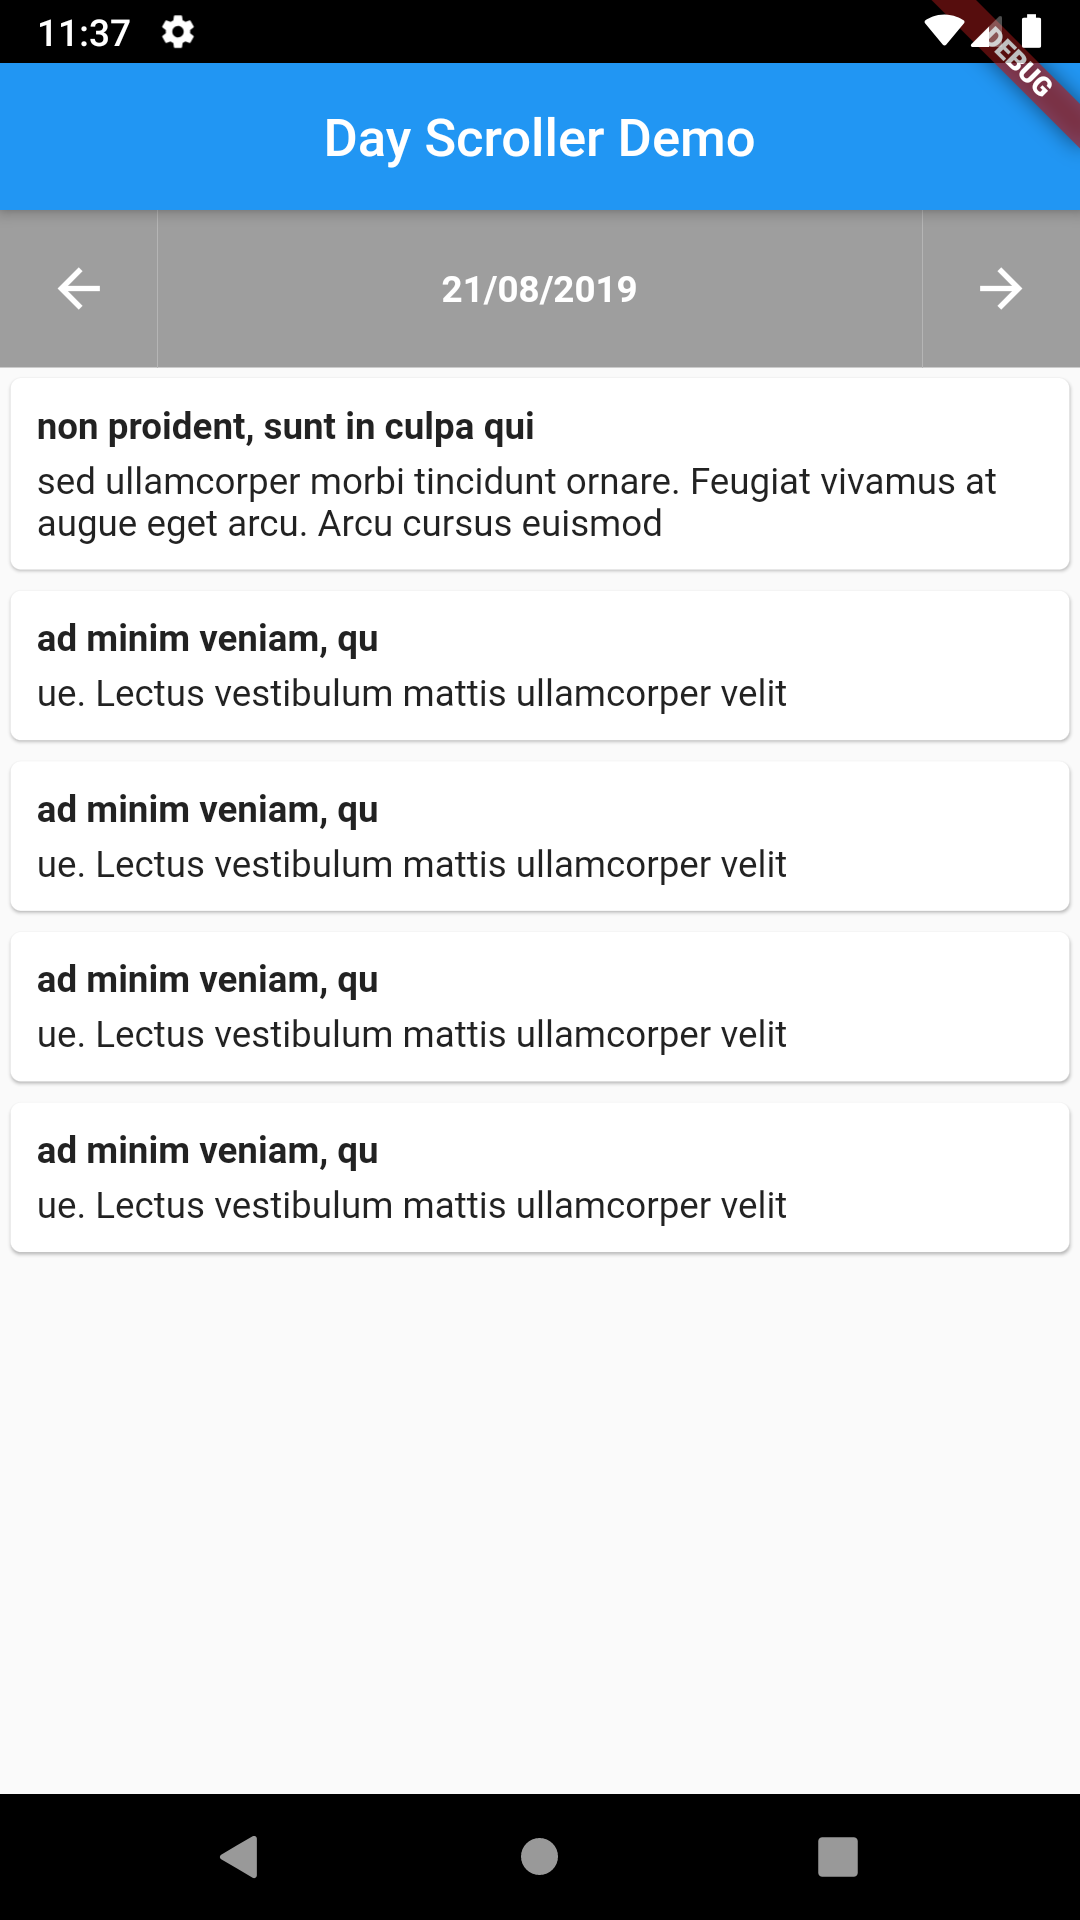 11:37
DEBUG
Day Scroller Demo
21/08/2019
non proident, sunt in culpa qui
sed ullamcorper morbi tincidunt ornare. Feugiat vivamus at
augue eget arcu. Arcu cursus euismod
ad minim veniam, qu
ue. Lectus vestibulum mattis ullamcorper velit
ad minim veniam, qu
ue. Lectus vestibulum mattis ullamcorper velit
ad minim veniam, qu
ue. Lectus vestibulum mattis ullamcorper velit
ad minim veniam, qu
ue. Lectus vestibulum mattis ullamcorper velit